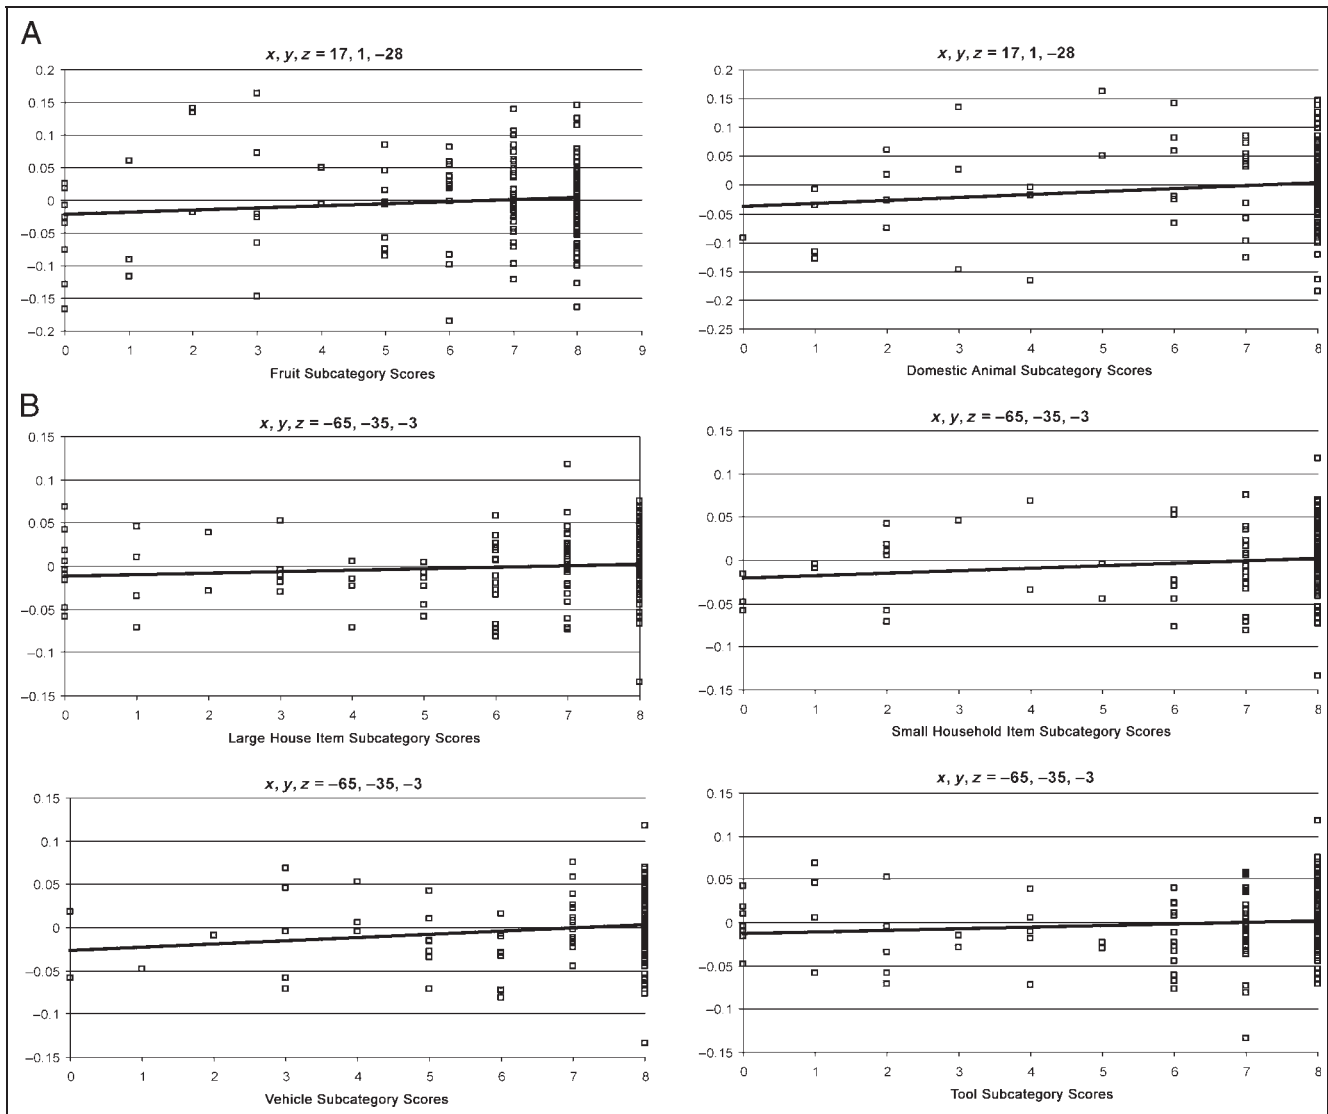 A
x, y, z = 17, 1, −28
0.2
0.15
0.1
0.05
0
−0.05
−0.1
−0.15
−0.2
0 1 2 3 4 5 6 7 8 9
Fruit Subcategory Scores
x, y, z = 17, 1, −28
0.2
0.15
0.1
0.05
0
−0.05
−0.1
−0.15
−0.2
−0.25
0 1 2 3 4 5 6 7 8
Domestic Animal Subcategory Scores
B
x, y, z = −65, −35, −3
0.15
0.1
0.05
0
−0.05
−0.1
−0.15
0 1 2 3 4 5 6 7 8
Large House Item Subcategory Scores
x, y, z = −65, −35, −3
0.15
0.1
0.05
0
−0.05
−0.1
−0.15
0 1 2 3 4 5 6 7 8
Small Household Item Subcategory Scores
x, y, z = −65, −35, −3
0.15
0.1
0.05
0
−0.05
−0.1
−0.15
0 1 2 3 4 5 6 7 8
Vehicle Subcategory Scores
x, y, z = −65, −35, −3
0.15
0.1
0.05
0
−0.05
−0.1
−0.15
0 1 2 3 4 5 6 7 8
Tool Subcategory Scores